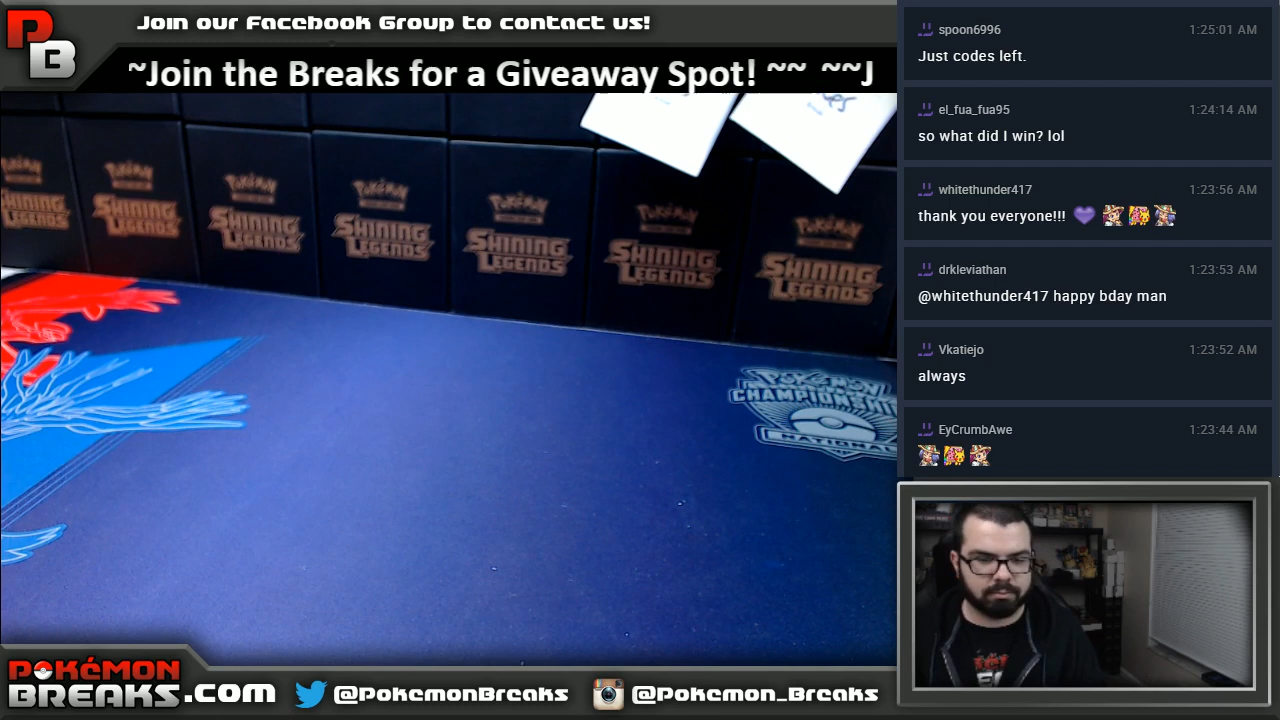 PB
Join our Facebook Group to contact us!
~Join the Breaks for a Giveaway Spot! ~~ ~~J
spoon6996 1:25:01 AM
Just codes left.
el_fua_fua95 1:24:14 AM
so what did I win? lol
whitethunder417 1:23:56 AM
thank you everyone!!!
drkleviathan 1:23:53 AM
@whitethunder417 happy bday man
Vkatiejo 1:23:52 AM
always
EyCrumbAwe 1:23:44 AM
Pokémon
SHINING
LEGENDS
Pokémon
SHINING
LEGENDS
Pokémon
SHINING
LEGENDS
Pokémon
SHINING
LEGENDS
Pokémon
SHINING
LEGENDS
Pokémon
SHINING
LEGENDS
Pokémon
SHINING
LEGENDS
POKÉMON
CHAMPIONSHIP
NATIONAL
POKéMON
BREAKS.COM
@PokemonBreaks
@Pokemon_Breaks